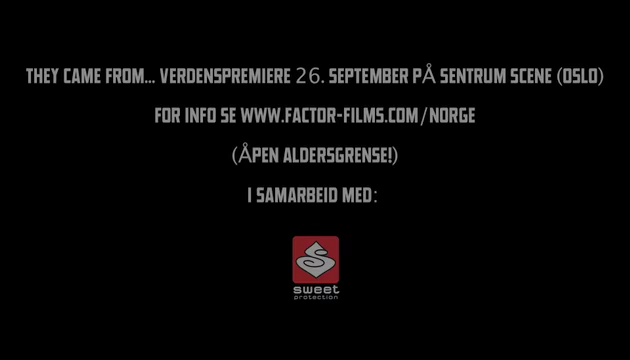 THEY CAME FROM... VERDENSPREMIERE 26. SEPTEMBER PÅ SENTRUM SCENE (OSLO)
FOR INFO SE WWW.FACTOR-FILMS.COM/NORGE
(ÅPEN ALDERSGRENSE!)
I SAMARBEID MED:
sweet
protection